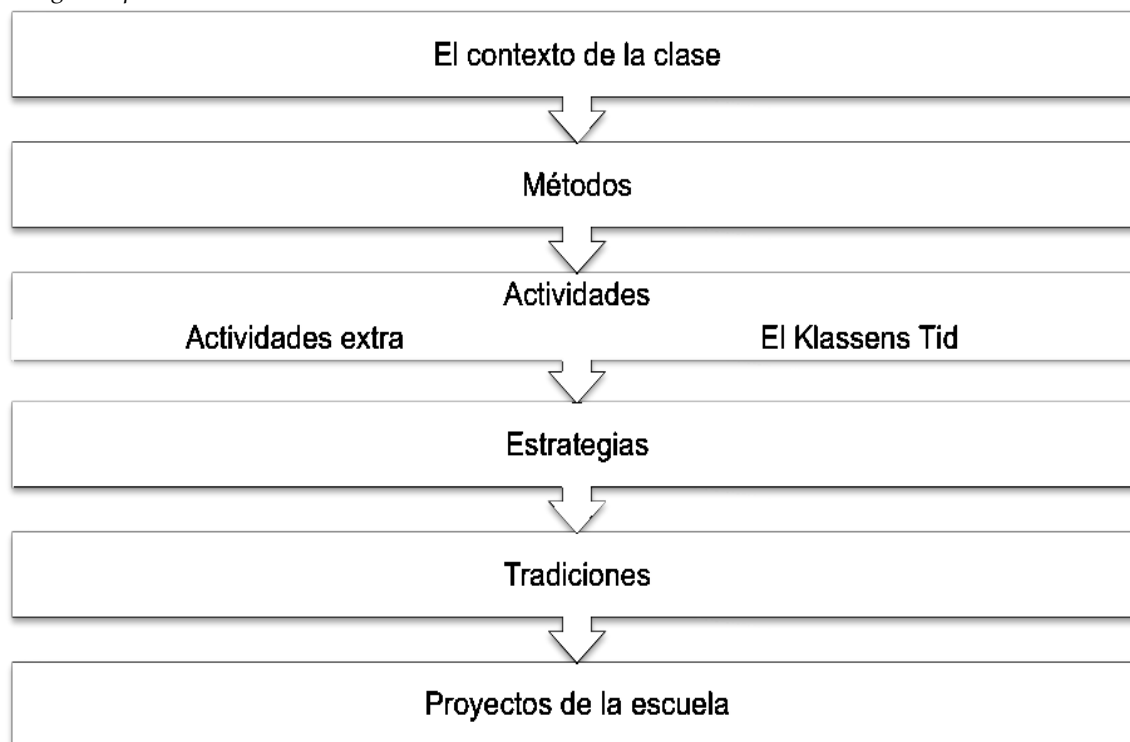 El contexto de la clase
Métodos
Actividades
Actividades extra El Klassens Tid
Estrategias
Tradiciones
Proyectos de la escuela